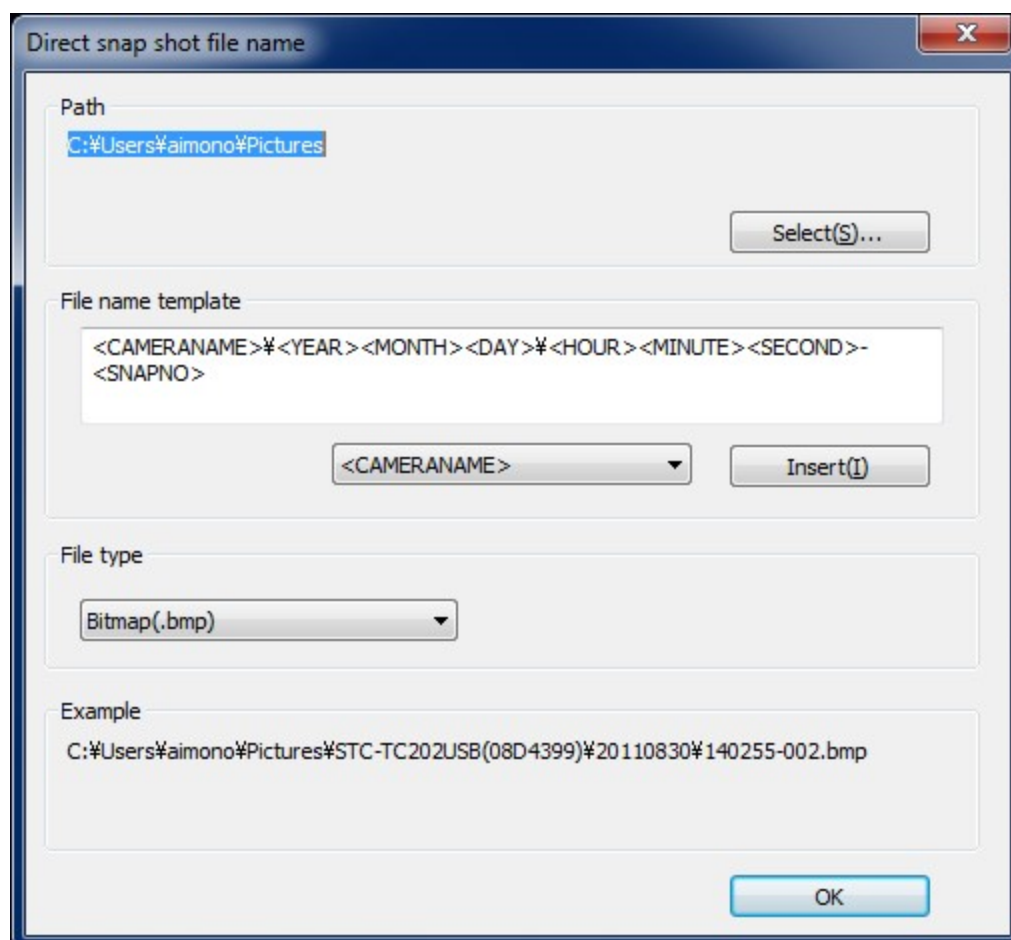 Direct snap shot file name
Path
C:¥Users¥aimono¥Pictures
Select(S)...
File name template
<CAMERANAME>¥<YEAR><MONTH><DAY>¥<HOUR><MINUTE><SECOND>-
<SNAPNO>
<CAMERANAME>
Insert(I)
File type
Bitmap(.bmp)
Example
C:¥Users¥aimono¥Pictures¥STC-TC202USB(08D4399)¥20110830¥140255-002.bmp
OK